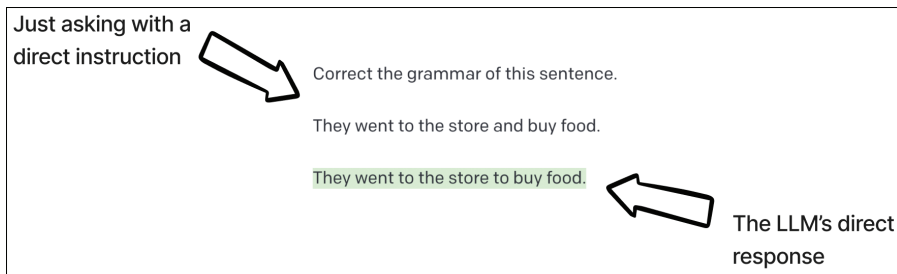 Just asking with a
direct instruction
Correct the grammar of this sentence.
They went to the store and buy food.
They went to the store to buy food.
The LLM’s direct
response